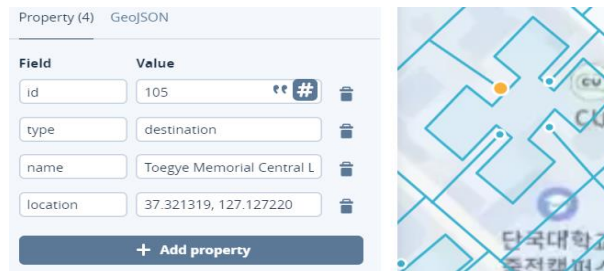 Property (4) GeoJSON
Field Value
id 105 #
type destination
name Toegye Memorial Central L
location 37.321319, 127.127220
+ Add property
CU
CU
단국대학교